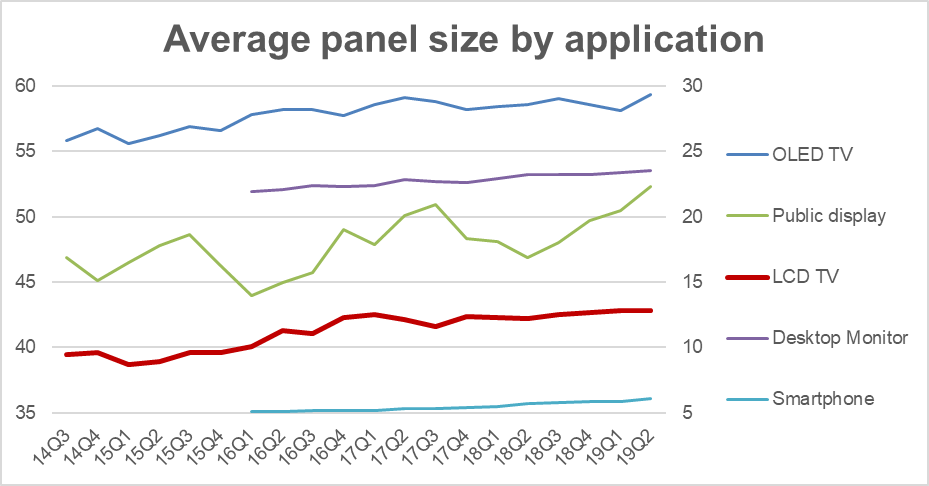 Average panel size by application
60
55
50
45
40
35
30
25
20
15
10
5
14Q3
14Q4
15Q1
15Q2
15Q3
15Q4
16Q1
16Q2
16Q3
16Q4
17Q1
17Q2
17Q3
17Q4
18Q1
18Q2
18Q3
18Q4
19Q1
19Q2
OLED TV
Public display
LCD TV
Desktop Monitor
Smartphone